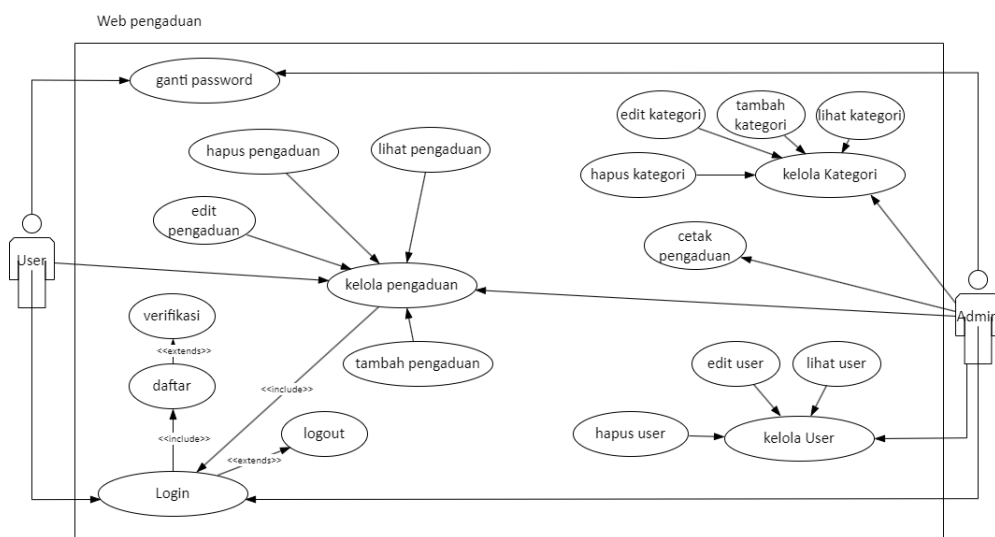 Web pengaduan
ganti password
edit kategori
tambah
kategori
lihat kategori
hapus pengaduan
lihat pengaduan
hapus kategori
kelola Kategori
edit
pengaduan
cetak
pengaduan
User
kelola pengaduan
Admin
verifikasi
<<extends>>
tambah pengaduan
edit user
lihat user
daftar
<<include>>
<<include>>
logout
hapus user
kelola User
<<extends>>
Login